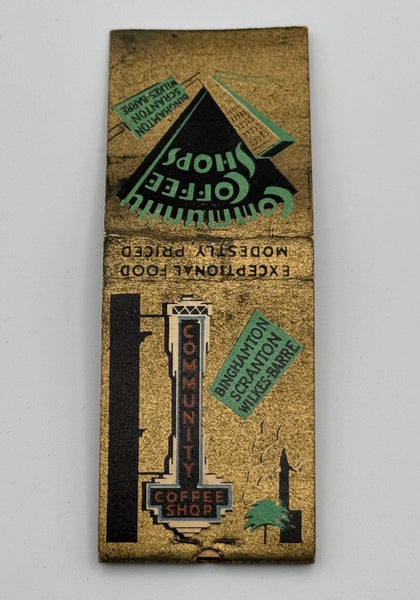 BINGHAMTON
SCRANTON
WILKES-BARRE
Community
COFFEE
SHOPS
EXCEPTIONAL FOOD
MODESTLY PRICED
COMMUNITY
COFFEE
SHOP
BINGHAMTON
SCRANTON
WILKES-BARRE